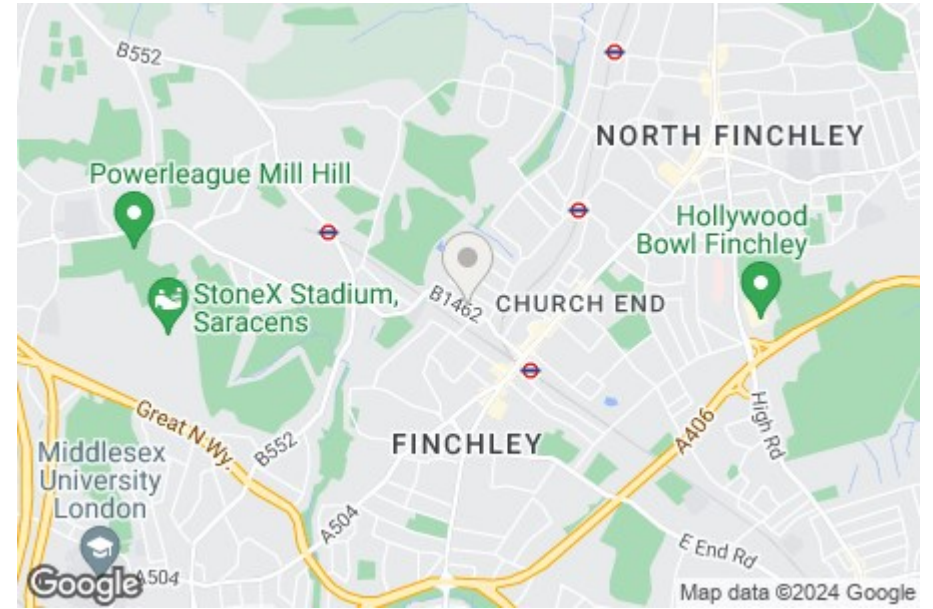 B552
NORTH FINCHLEY
Powerleague Mill Hill
Hollywood
Bowl Finchley
StoneX Stadium,
Saracens
B1462
CHURCH END
Great N Wy.
B552
FINCHLEY
A406
High Rd
Middlesex
University
London
A504
E End Rd
A504
Google
Map data ©2024 Google